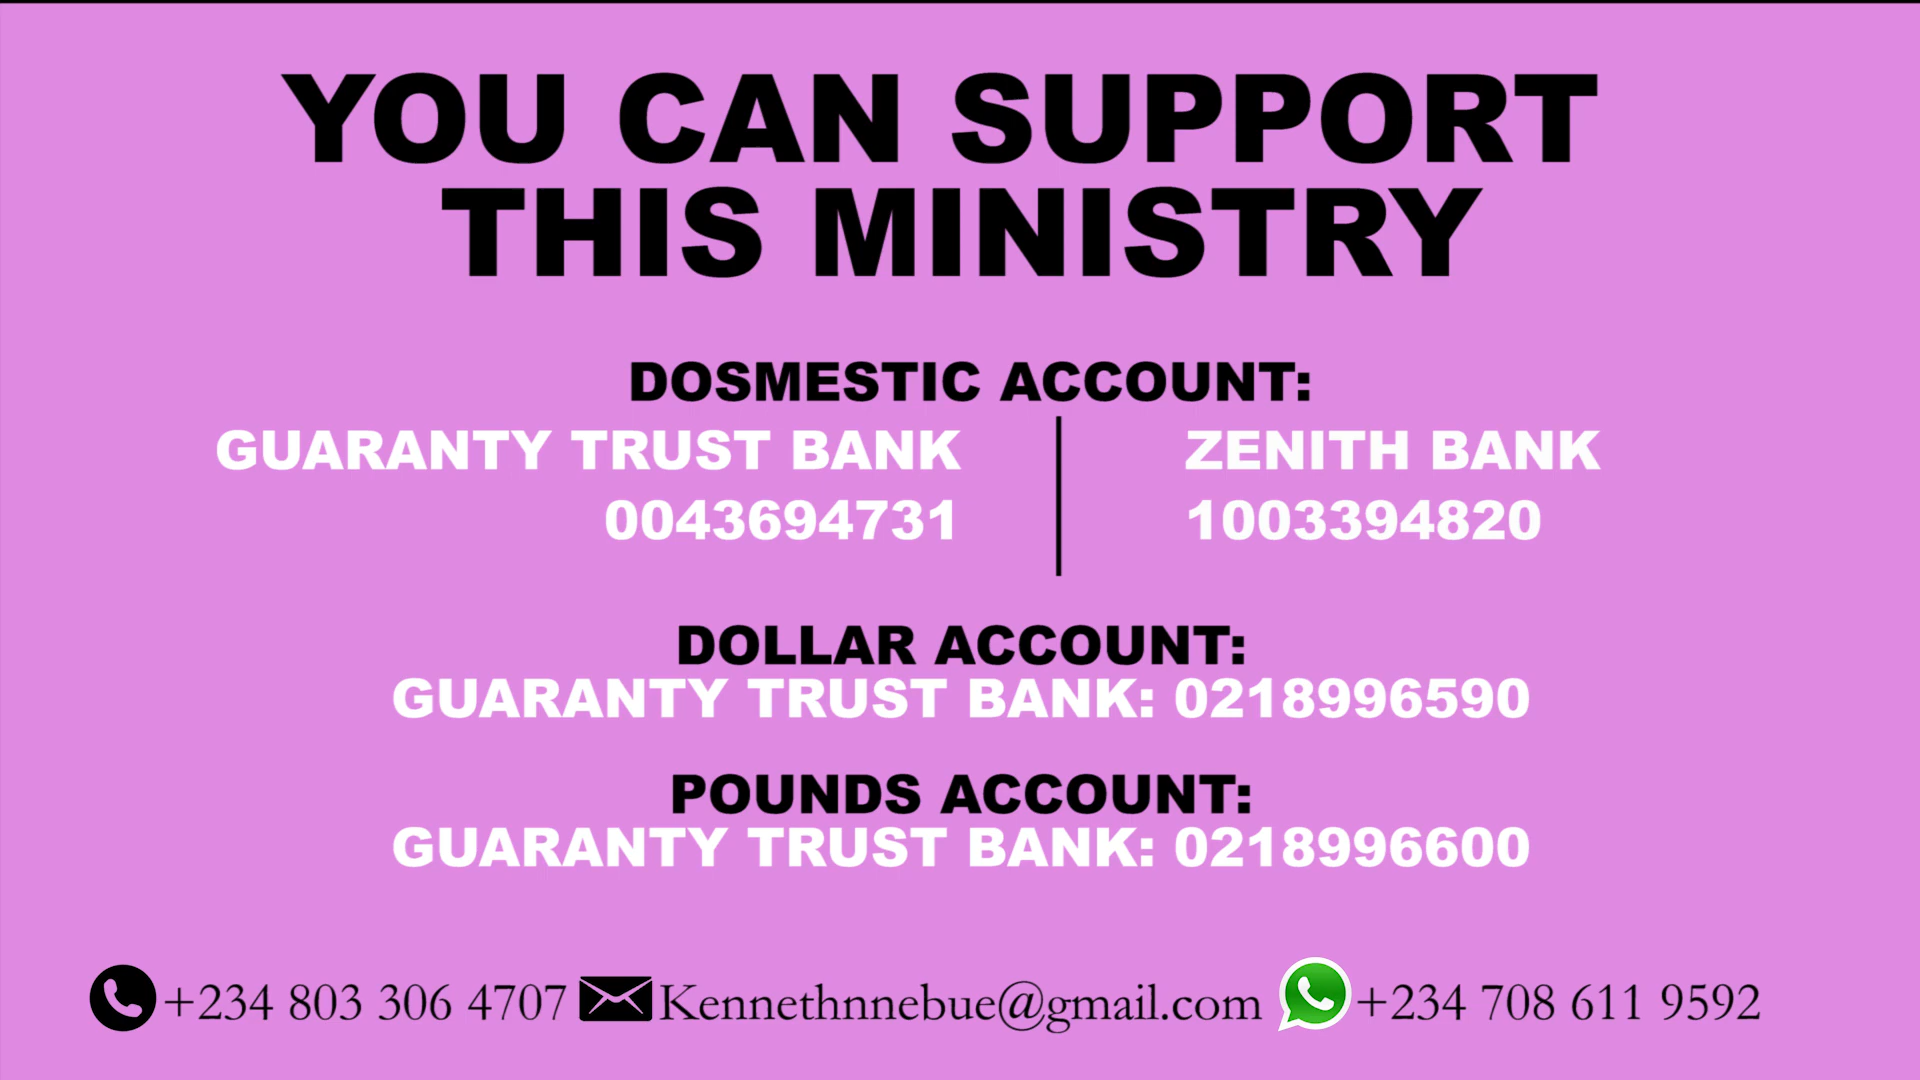 YOU CAN SUPPORT
THIS MINISTRY
DOSMESTIC ACCOUNT:
GUARANTY TRUST BANK
0043694731
ZENITH BANK
1003394820
DOLLAR ACCOUNT:
GUARANTY TRUST BANK: 0218996590
POUNDS ACCOUNT:
GUARANTY TRUST BANK: 0218996600
+234 803 306 4707 Kennethnnebue@gmail.com +234 708 611 9592